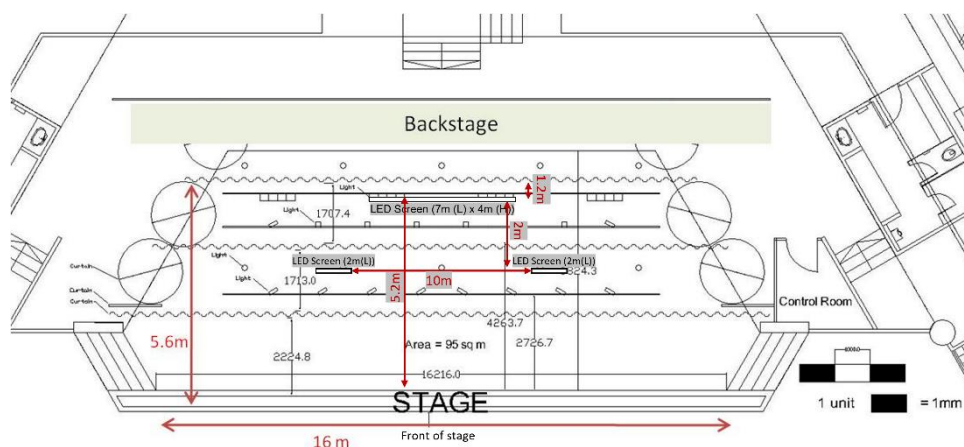 Backstage
1.2m
Light
LED Screen (7m (L) x 4m (H))
Light
1707.4
2m
LED Screen (2m(L))
LED Screen (2m(L))
Curtain
Light
1713.0
10m
824.3
Curtain
Curtain
5.2m
Control Room
5.6m
4263.7
2224.8
Area = 95 sq m
2726.7
16216.0
1000.0
STAGE
1 unit = 1mm
16 m
Front of stage